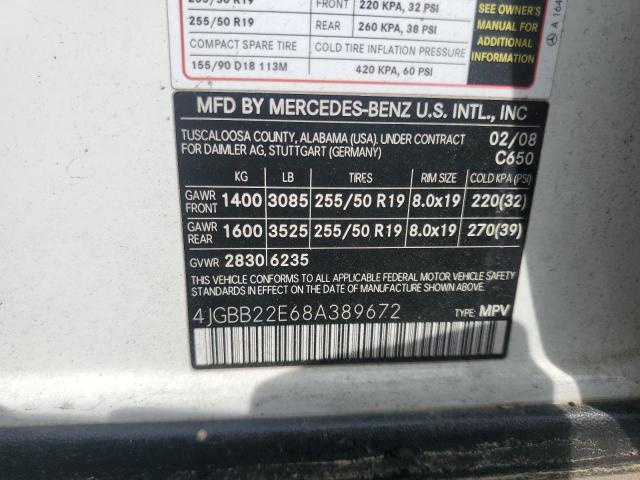 255/50 R19 FRONT 220 KPA, 32 PSI
255/50 R19 REAR 260 KPA, 38 PSI
COMPACT SPARE TIRE COLD TIRE INFLATION PRESSURE
155/90 D18 113M 420 KPA, 60 PSI
SEE OWNER'S
MANUAL FOR
ADDITIONAL
INFORMATION
A 164
MFD BY MERCEDES-BENZ U.S. INTL., INC
TUSCALOOSA COUNTY, ALABAMA (USA). UNDER CONTRACT 02/08
FOR DAIMLER AG, STUTTGART (GERMANY) C650
KG LB TIRES RIM SIZE COLD KPA (PSI)
GAWR FRONT 1400 3085 255/50 R19 8.0x19 220(32)
GAWR REAR 1600 3525 255/50 R19 8.0x19 270(39)
GVWR 2830 6235
THIS VEHICLE CONFORMS TO ALL APPLICABLE FEDERAL MOTOR VEHICLE SAFETY
STANDARDS IN EFFECT ON THE DATE OF MANUFACTURE SHOWN ABOVE.
4JGBB22E68A389672 TYPE: MPV